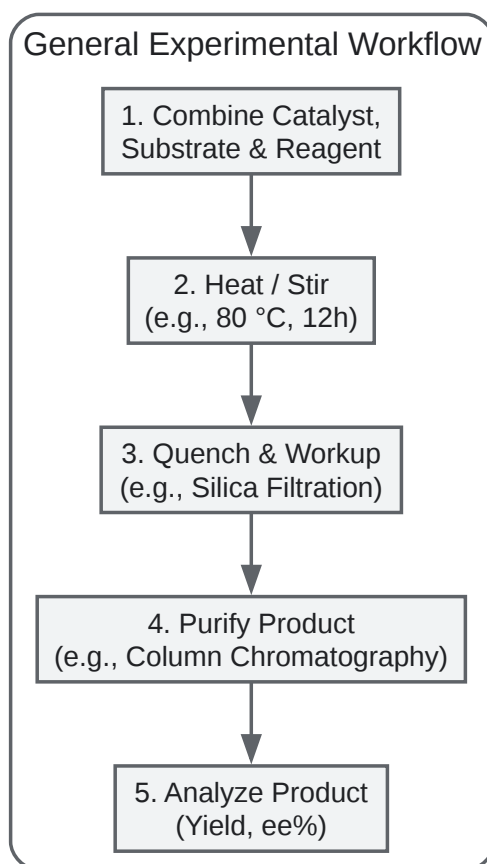 General Experimental Workflow
1. Combine Catalyst,
Substrate & Reagent
2. Heat / Stir
(e.g., 80 °C, 12h)
3. Quench & Workup
(e.g., Silica Filtration)
4. Purify Product
(e.g., Column Chromatography)
5. Analyze Product
(Yield, ee%)